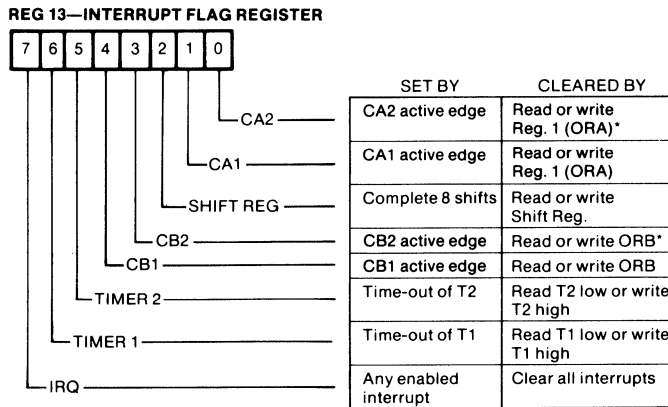 REG 13—INTERRUPT FLAG REGISTER
7 6 5 4 3 2 1 0
SET BY CLEARED BY
CA2 CA2 active edge Read or write
Reg. 1 (ORA)*
CA1 CA1 active edge Read or write
Reg. 1 (ORA)
SHIFT REG Complete 8 shifts Read or write
Shift Reg.
CB2 CB2 active edge Read or write ORB*
CB1 CB1 active edge Read or write ORB
TIMER 2 Time-out of T2 Read T2 low or write
T2 high
TIMER 1 Time-out of T1 Read T1 low or write
T1 high
IRQ Any enabled Clear all interrupts
interrupt